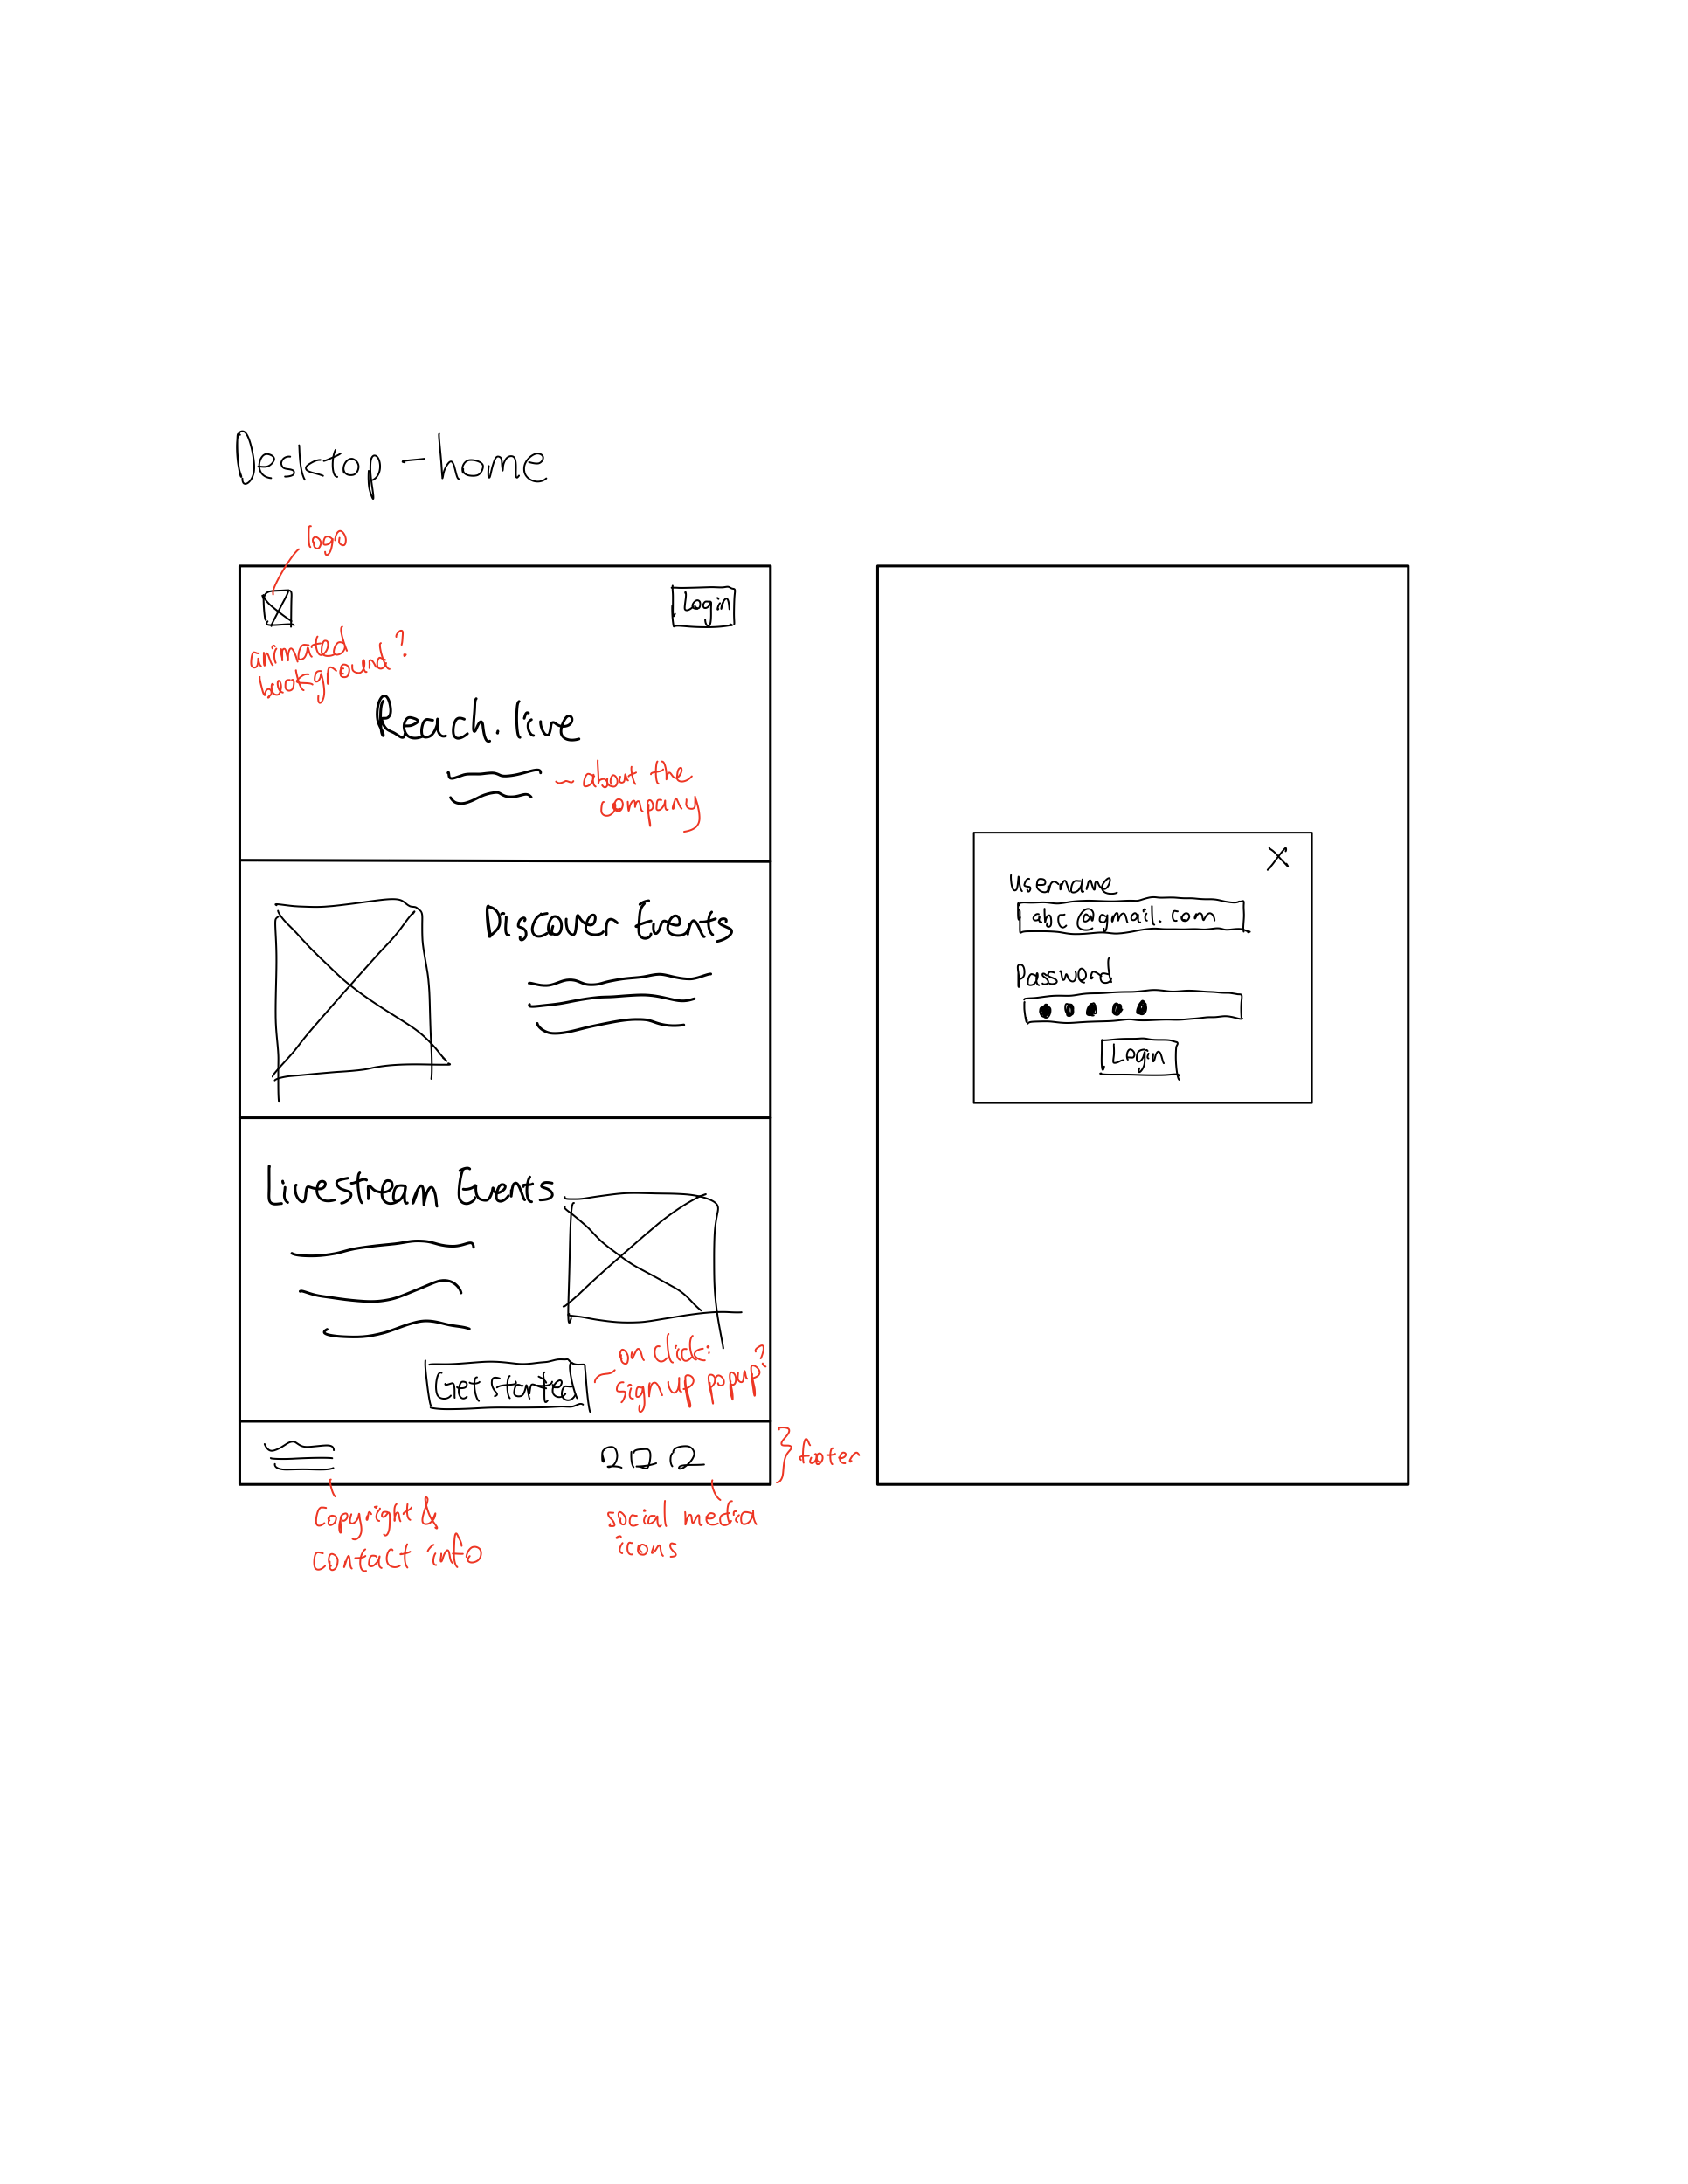 Desktop - home
logo
Login
animated
background?
Reach.live
~ about the
company
Discover Events
Livestream Events
on click:
sign up popup?
Get started
footer
Copyright &
contact info
social media
icons
X
Username
abc@gmail.com
Password
●●●●●
Login